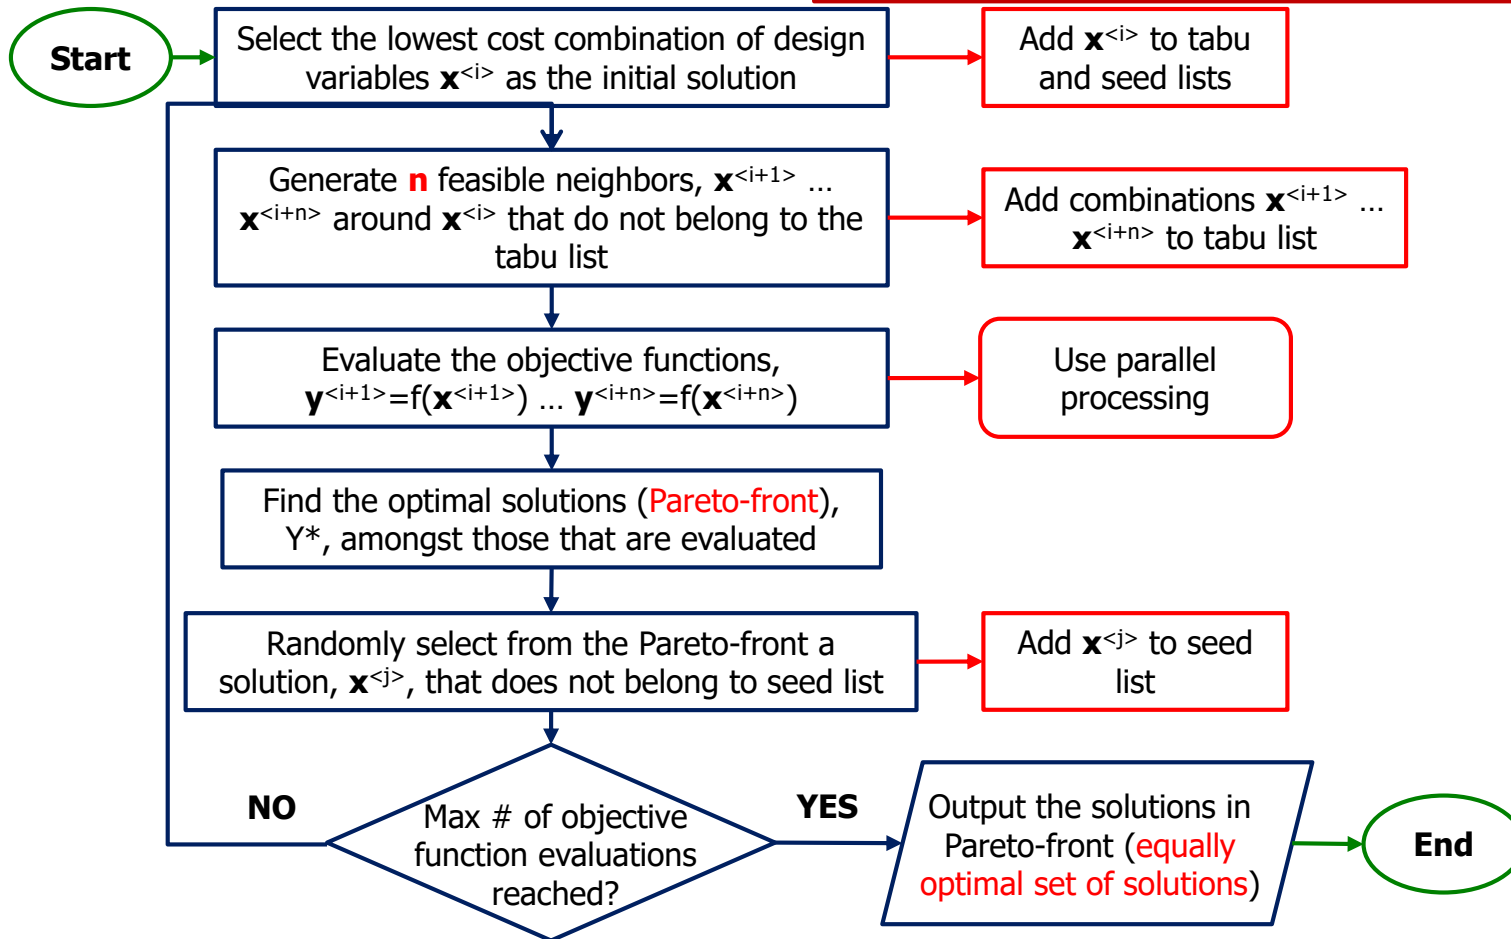 Start
Select the lowest cost combination of design
variables x<i> as the initial solution
Add x<i> to tabu
and seed lists
Generate n feasible neighbors, x<i+1> ...
x<i+n> around x<i> that do not belong to the
tabu list
Add combinations x<i+1> ...
x<i+n> to tabu list
Evaluate the objective functions,
y<i+1>=f(x<i+1>) ... y<i+n>=f(x<i+n>)
Use parallel
processing
Find the optimal solutions (Pareto-front),
Y*, amongst those that are evaluated
Randomly select from the Pareto-front a
solution, x<j>, that does not belong to seed list
Add x<j> to seed
list
NO
Max # of objective
function evaluations
reached?
YES
Output the solutions in
Pareto-front (equally
optimal set of solutions)
End